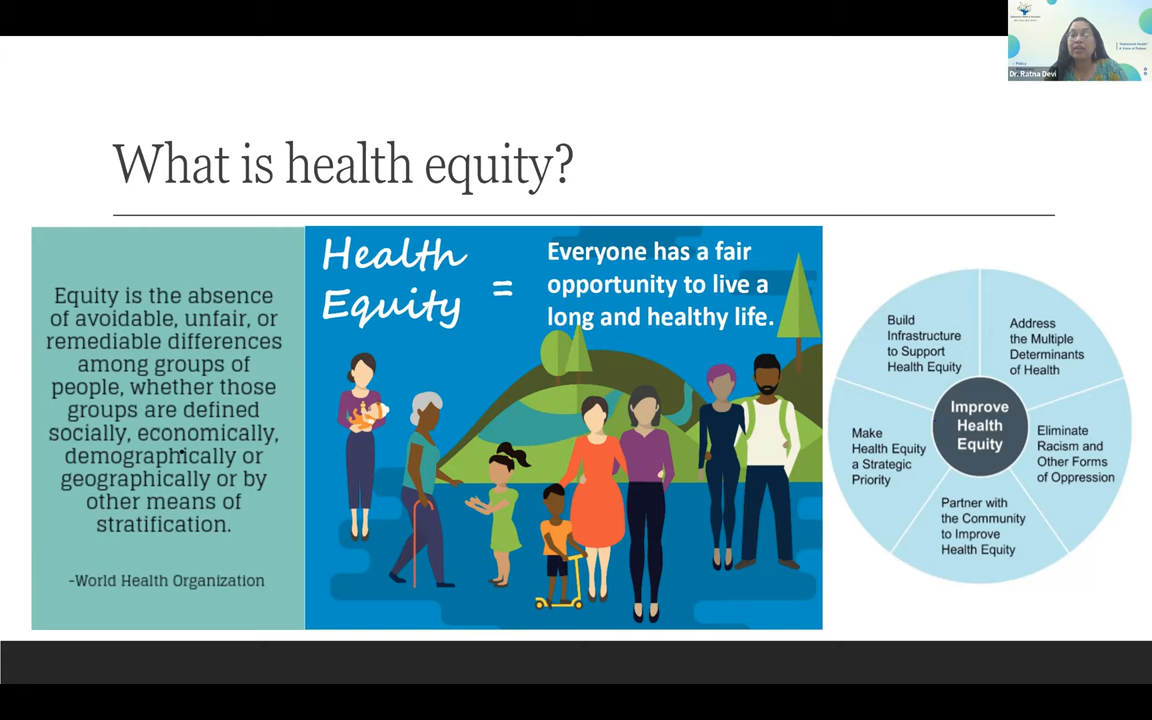 What is health equity?
Equity is the absence
of avoidable, unfair, or
remediable differences
among groups of
people, whether those
groups are defined
socially, economically,
demographically or
geographically or by
other means of
stratification.
-World Health Organization
Health
Equity
=
Everyone has a fair
opportunity to live a
long and healthy life.
Build
Infrastructure
to Support
Health Equity
Address
the Multiple
Determinants
of Health
Make
Health Equity
a Strategic
Priority
Improve
Health
Equity
Eliminate
Racism and
Other Forms
of Oppression
Partner with
the Community
to Improve
Health Equity
Dr. Ratna Devi